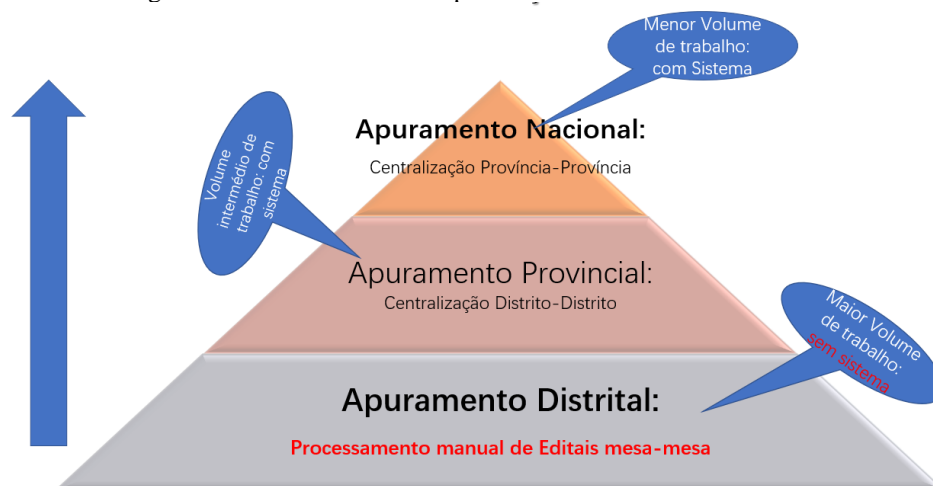 Menor Volume
de trabalho:
com Sistema
Apuramento Nacional:
Centralização Província-Província
Volume
intermédio de
trabalho: com
sistema
Apuramento Provincial:
Centralização Distrito-Distrito
Maior Volume
de trabalho:
sem sistema
Apuramento Distrital:
Processamento manual de Editais mesa-mesa